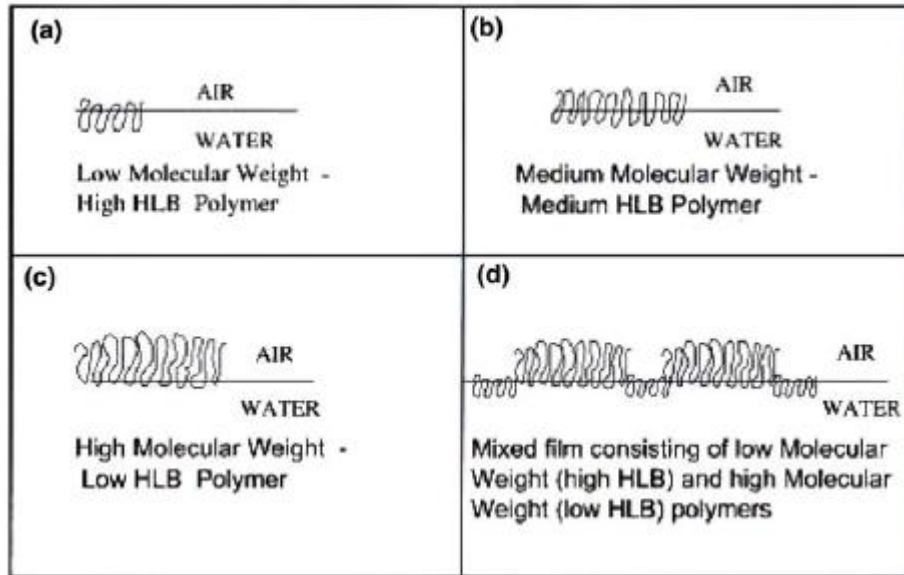 (a)
AIR
WATER
Low Molecular Weight -
High HLB Polymer
(b)
AIR
WATER
Medium Molecular Weight -
Medium HLB Polymer
(c)
AIR
WATER
High Molecular Weight -
Low HLB Polymer
(d)
AIR
WATER
Mixed film consisting of low Molecular
Weight (high HLB) and high Molecular
Weight (low HLB) polymers